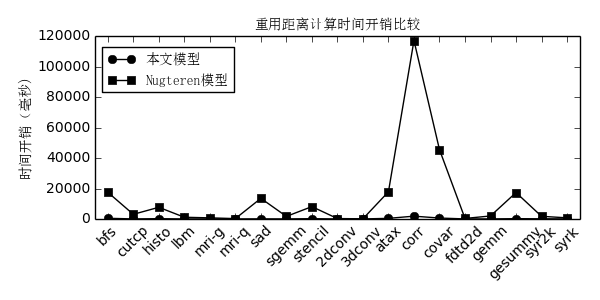 重用距离计算时间开销比较
时间开销（毫秒）
120000
100000
80000
60000
40000
20000
0
本文模型
Nugteren模型
bfs
cutcp
histo
lbm
mri-g
mri-q
sad
sgemm
stencil
2dconv
3dconv
atax
corr
covar
fdtd2d
gemm
gesummv
syr2k
syrk